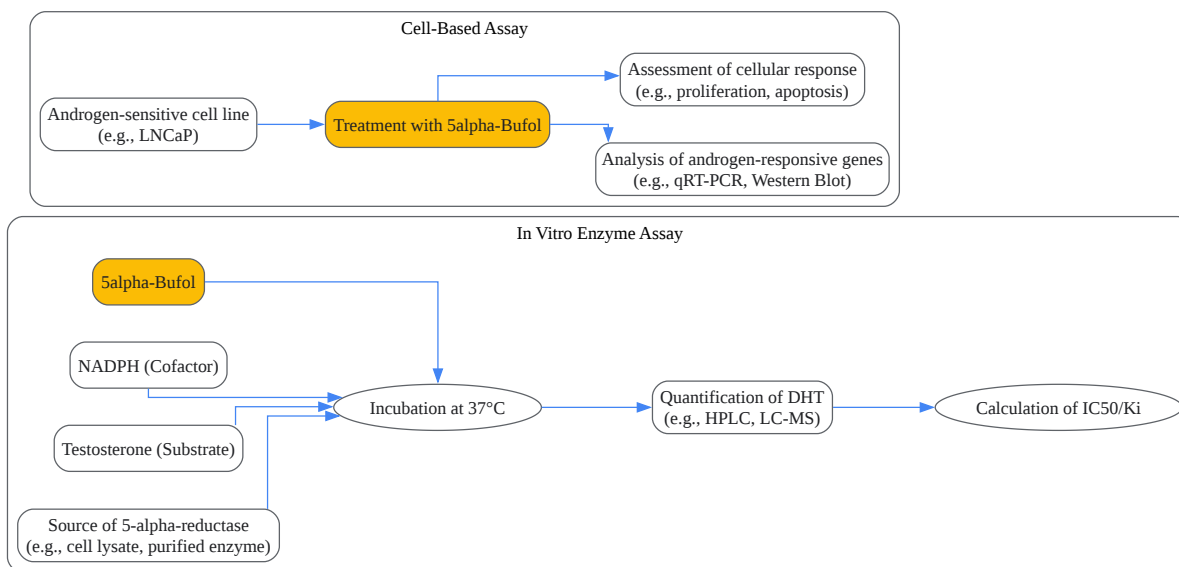 Cell-Based Assay
Androgen-sensitive cell line
(e.g., LNCaP)
Treatment with 5alpha-Bufol
Assessment of cellular response
(e.g., proliferation, apoptosis)
Analysis of androgen-responsive genes
(e.g., qRT-PCR, Western Blot)
In Vitro Enzyme Assay
5alpha-Bufol
NADPH (Cofactor)
Testosterone (Substrate)
Source of 5-alpha-reductase
(e.g., cell lysate, purified enzyme)
Incubation at 37°C
Quantification of DHT
(e.g., HPLC, LC-MS)
Calculation of IC50/Ki